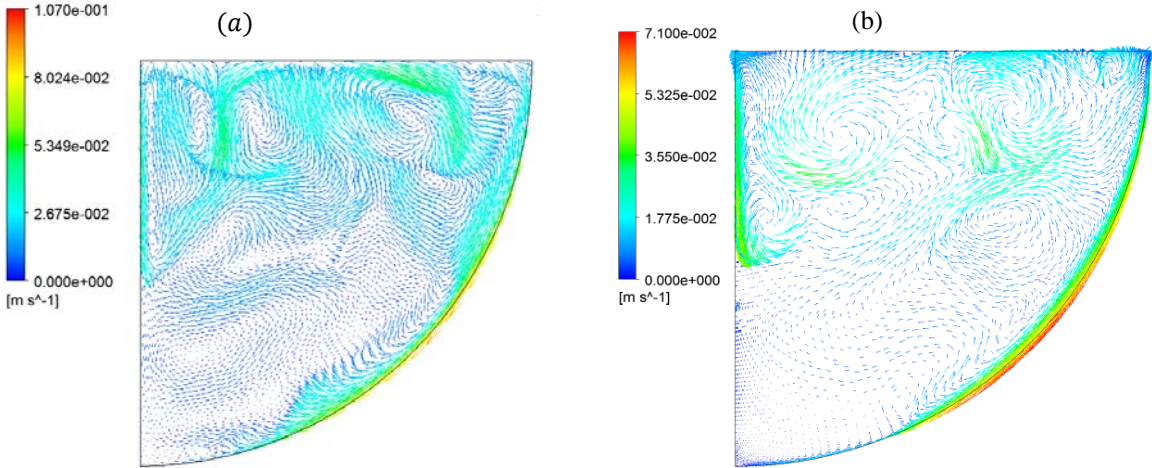 (a)
1.070e-001
8.024e-002
5.349e-002
2.675e-002
0.000e+000
[m s^-1]
(b)
7.100e-002
5.325e-002
3.550e-002
1.775e-002
0.000e+000
[m s^-1]